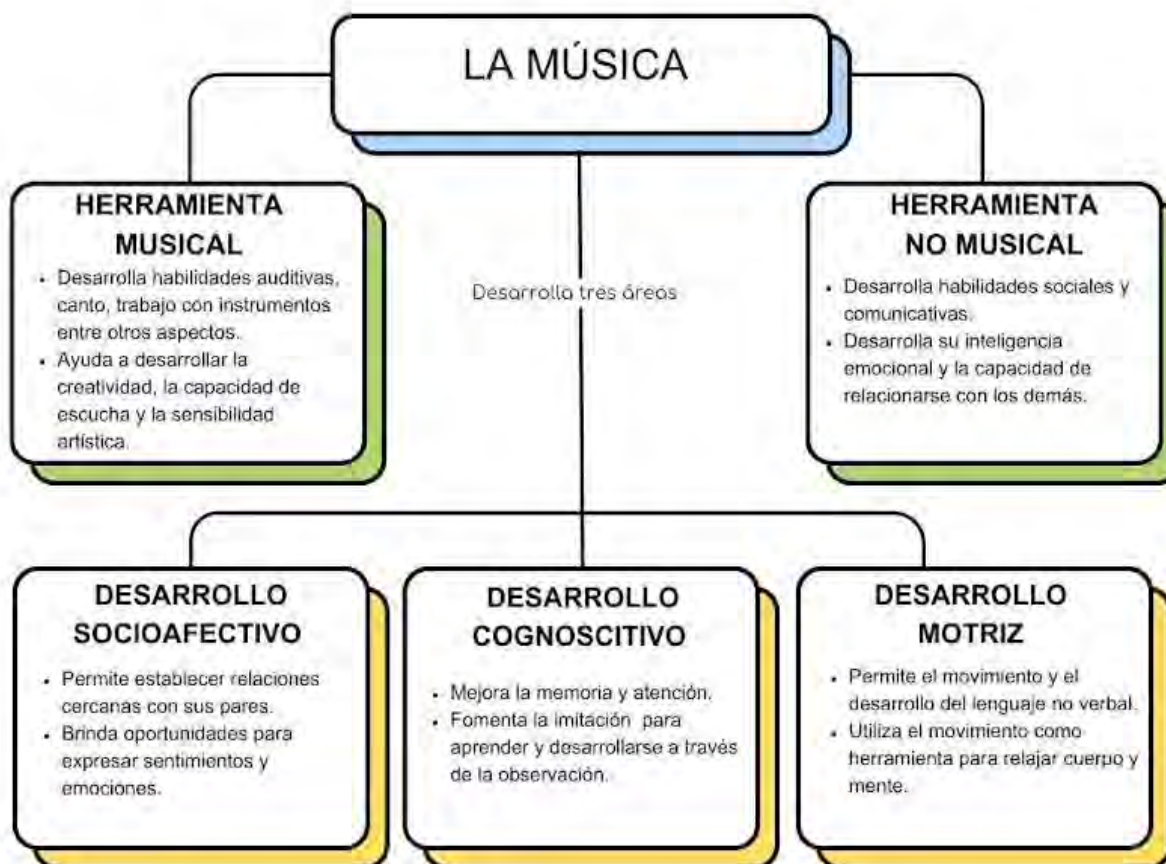 LA MÚSICA
HERRAMIENTA
MUSICAL
• Desarrolla habilidades auditivas,
canto, trabajo con instrumentos
entre otros aspectos.
• Ayuda a desarrollar la
creatividad, la capacidad de
escucha y la sensibilidad
artística.
Desarrolla tres áreas
HERRAMIENTA
NO MUSICAL
• Desarrolla habilidades sociales y
comunicativas.
• Desarrolla su inteligencia
emocional y la capacidad de
relacionarse con los demás.
DESARROLLO
SOCIOAFECTIVO
• Permite establecer relaciones
cercanas con sus pares.
• Brinda oportunidades para
expresar sentimientos y
emociones.
DESARROLLO
COGNOSCITIVO
• Mejora la memoria y atención.
• Fomenta la imitación para
aprender y desarrollarse a través
de la observación.
DESARROLLO
MOTRIZ
• Permite el movimiento y el
desarrollo del lenguaje no verbal.
• Utiliza el movimiento como
herramienta para relajar cuerpo y
mente.